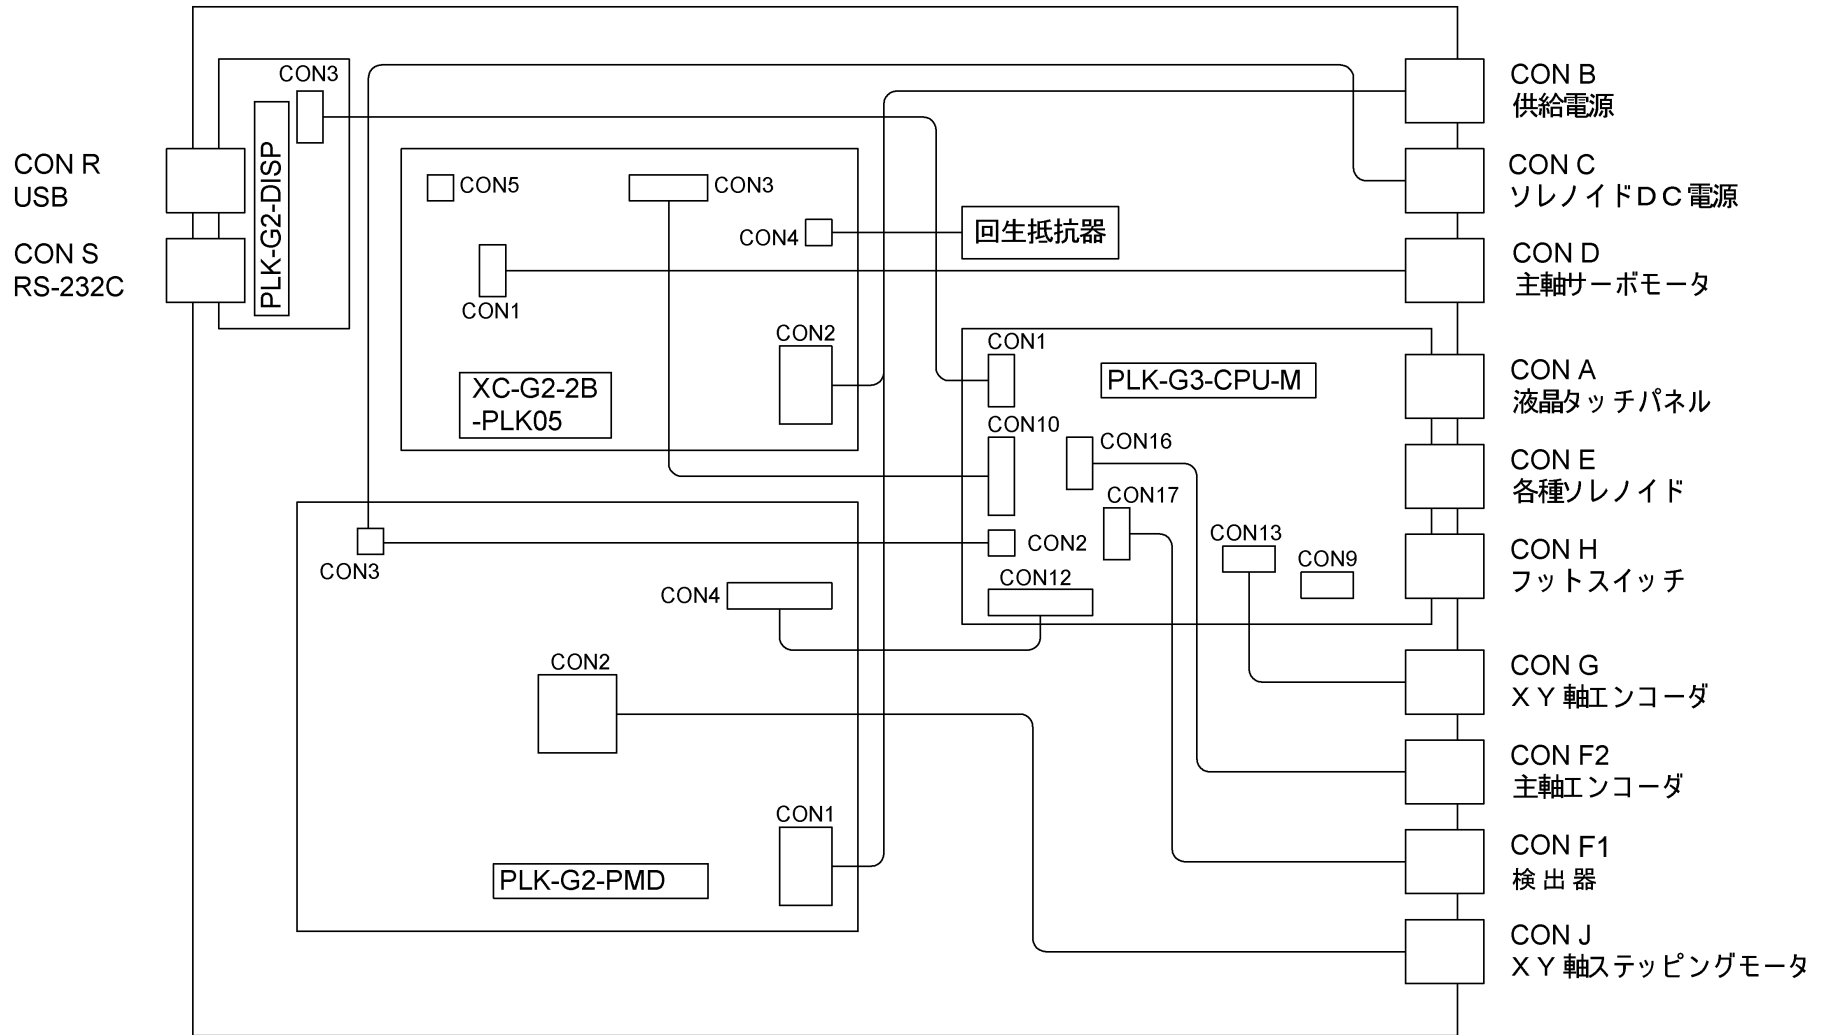 CON3
PLK-G2-DISP
CON R
USB
CON S
RS-232C
CON5
CON3
CON4
回生抵抗器
CON1
CON2
XC-G2-2B
-PLK05
CON1
PLK-G3-CPU-M
CON10
CON16
CON17
CON2
CON13
CON9
CON12
CON3
CON4
CON2
CON1
PLK-G2-PMD
CON B
供給電源
CON C
ソレノイドＤＣ電源
CON D
主軸サーボモータ
CON A
液晶タッチパネル
CON E
各種ソレノイド
CON H
フットスイッチ
CON G
ＸＹ軸エンコーダ
CON F2
主軸エンコーダ
CON F1
検出器
CON J
ＸＹ軸ステッピングモータ